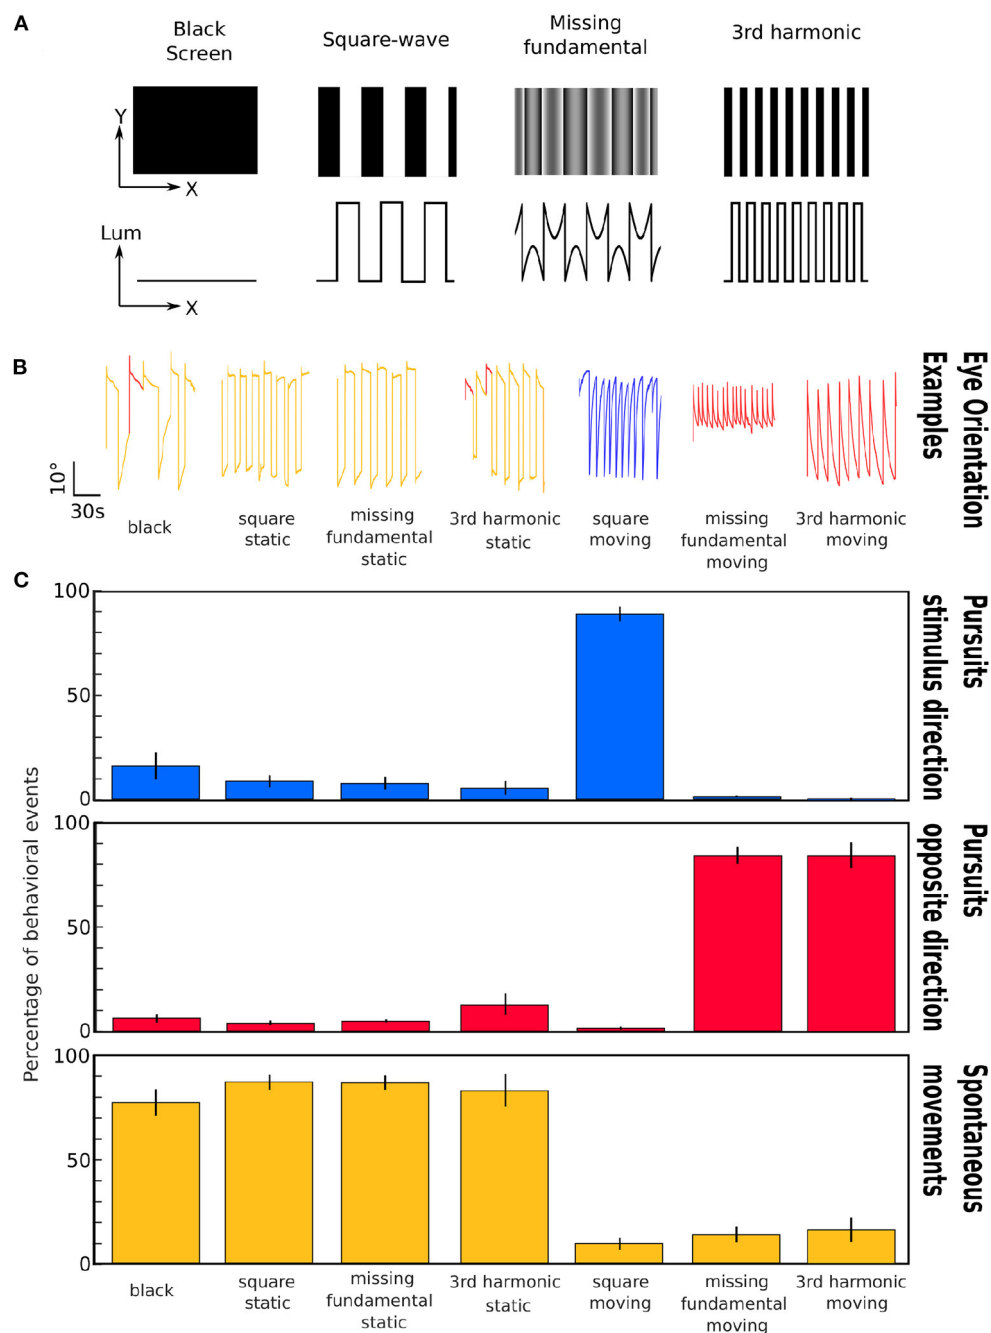 A
Black
Screen
Square-wave
Missing
fundamental
3rd harmonic
Y
X
Lum
X
B
Eye Orientation
Examples
10°
30s
black
square
static
missing
fundamental
static
3rd harmonic
static
square
moving
missing
fundamental
moving
3rd harmonic
moving
C
Percentage of behavioral events
100
50
0
Pursuits
stimulus direction
100
50
0
Pursuits
opposite direction
100
50
0
Spontaneous
movements
black
square
static
missing
fundamental
static
3rd harmonic
static
square
moving
missing
fundamental
moving
3rd harmonic
moving